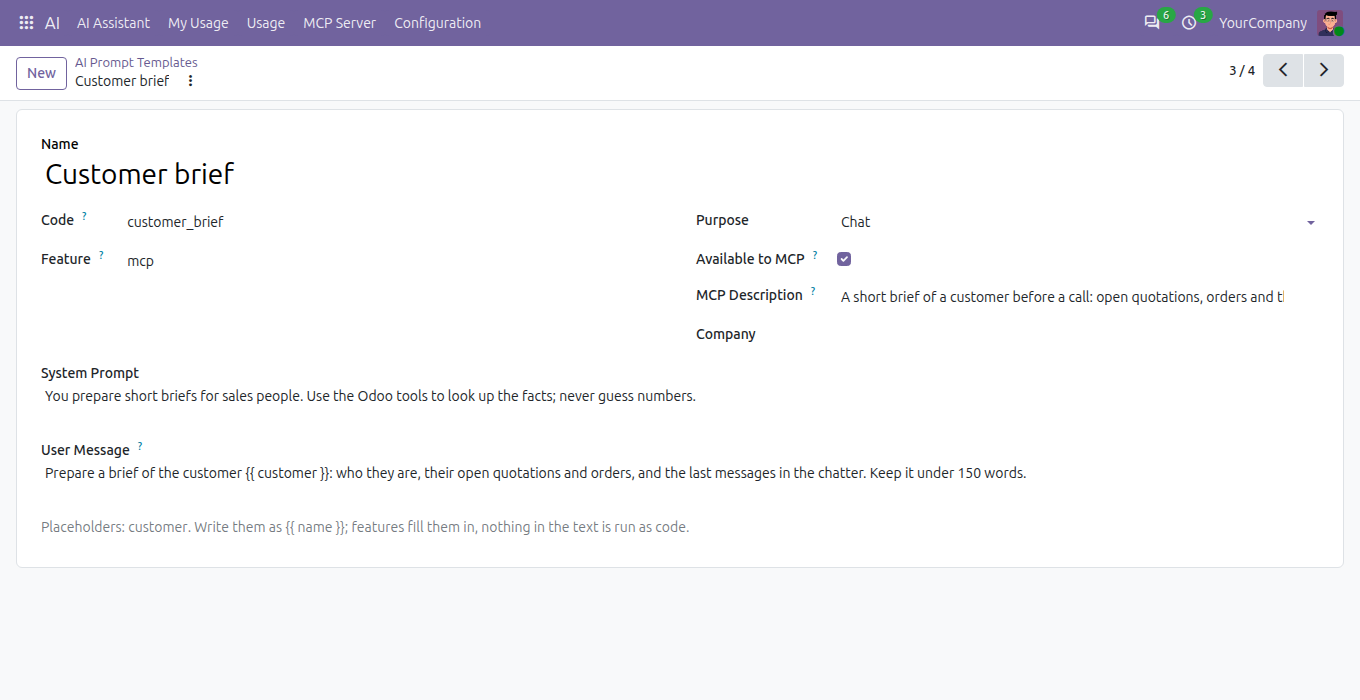 AI AI Assistant My Usage Usage MCP Server Configuration 6 3 YourCompany
New AI Prompt Templates
Customer brief 3 / 4
Name
Customer brief
Code ? customer_brief Purpose Chat
Feature ? mcp Available to MCP ?
MCP Description ? A short brief of a customer before a call: open quotations, orders and
Company
System Prompt
You prepare short briefs for sales people. Use the Odoo tools to look up the facts; never guess numbers.
User Message ?
Prepare a brief of the customer {{ customer }}: who they are, their open quotations and orders, and the last messages in the chatter. Keep it under 150 words.
Placeholders: customer. Write them as {{ name }}; features fill them in, nothing in the text is run as code.